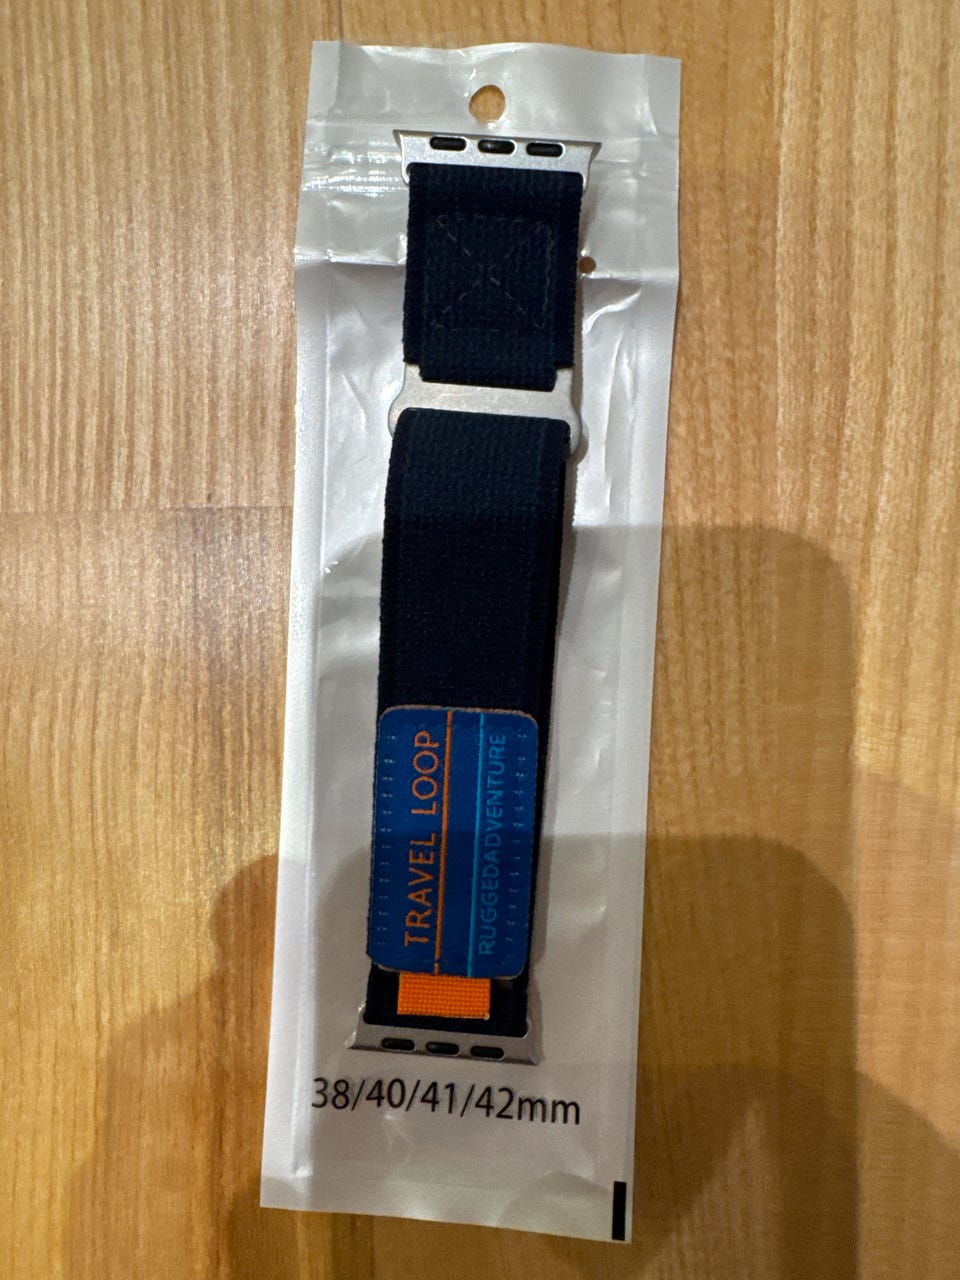 TRAVEL LOOP
RUGGEDADVENTURE
38/40/41/42mm